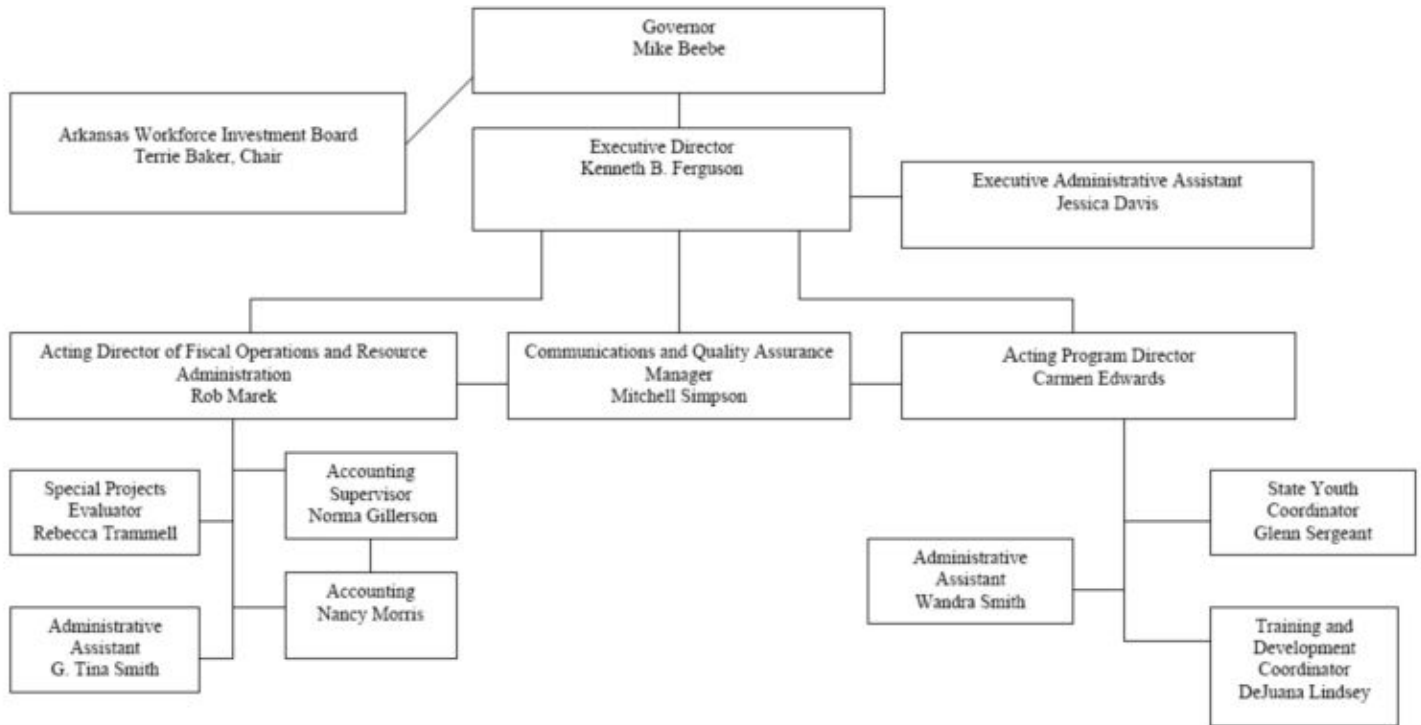 Governor
Mike Beebe
Arkansas Workforce Investment Board
Terrie Baker, Chair
Executive Director
Kenneth B. Ferguson
Executive Administrative Assistant
Jessica Davis
Acting Director of Fiscal Operations and Resource
Administration
Rob Marek
Communications and Quality Assurance
Manager
Mitchell Simpson
Acting Program Director
Carmen Edwards
Special Projects
Evaluator
Rebecca Trammell
Accounting
Supervisor
Norma Gillerson
State Youth
Coordinator
Glenn Sergeant
Administrative
Assistant
Wandra Smith
Accounting
Nancy Morris
Administrative
Assistant
G. Tina Smith
Training and
Development
Coordinator
DeJuana Lindsey